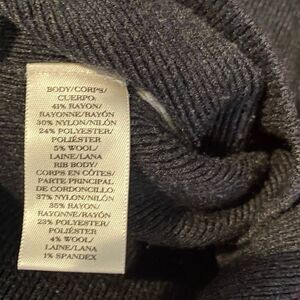 BODY/CORPS/
CUERPO:
41% RAYON/
RAYONNE/RAYÓN
30% NYLON/NILÓN
24% POLYESTER/
POLIÉSTER
5% WOOL/
LAINE/LANA
RIB BODY/
CORPS EN CÔTES/
PARTE PRINCIPAL
DE CORDONCILLO:
37% NYLON/NILÓN
35% RAYON/
RAYONNE/RAYÓN
23% POLYESTER/
POLIÉSTER
4% WOOL/
LAINE/LANA
1% SPANDEX